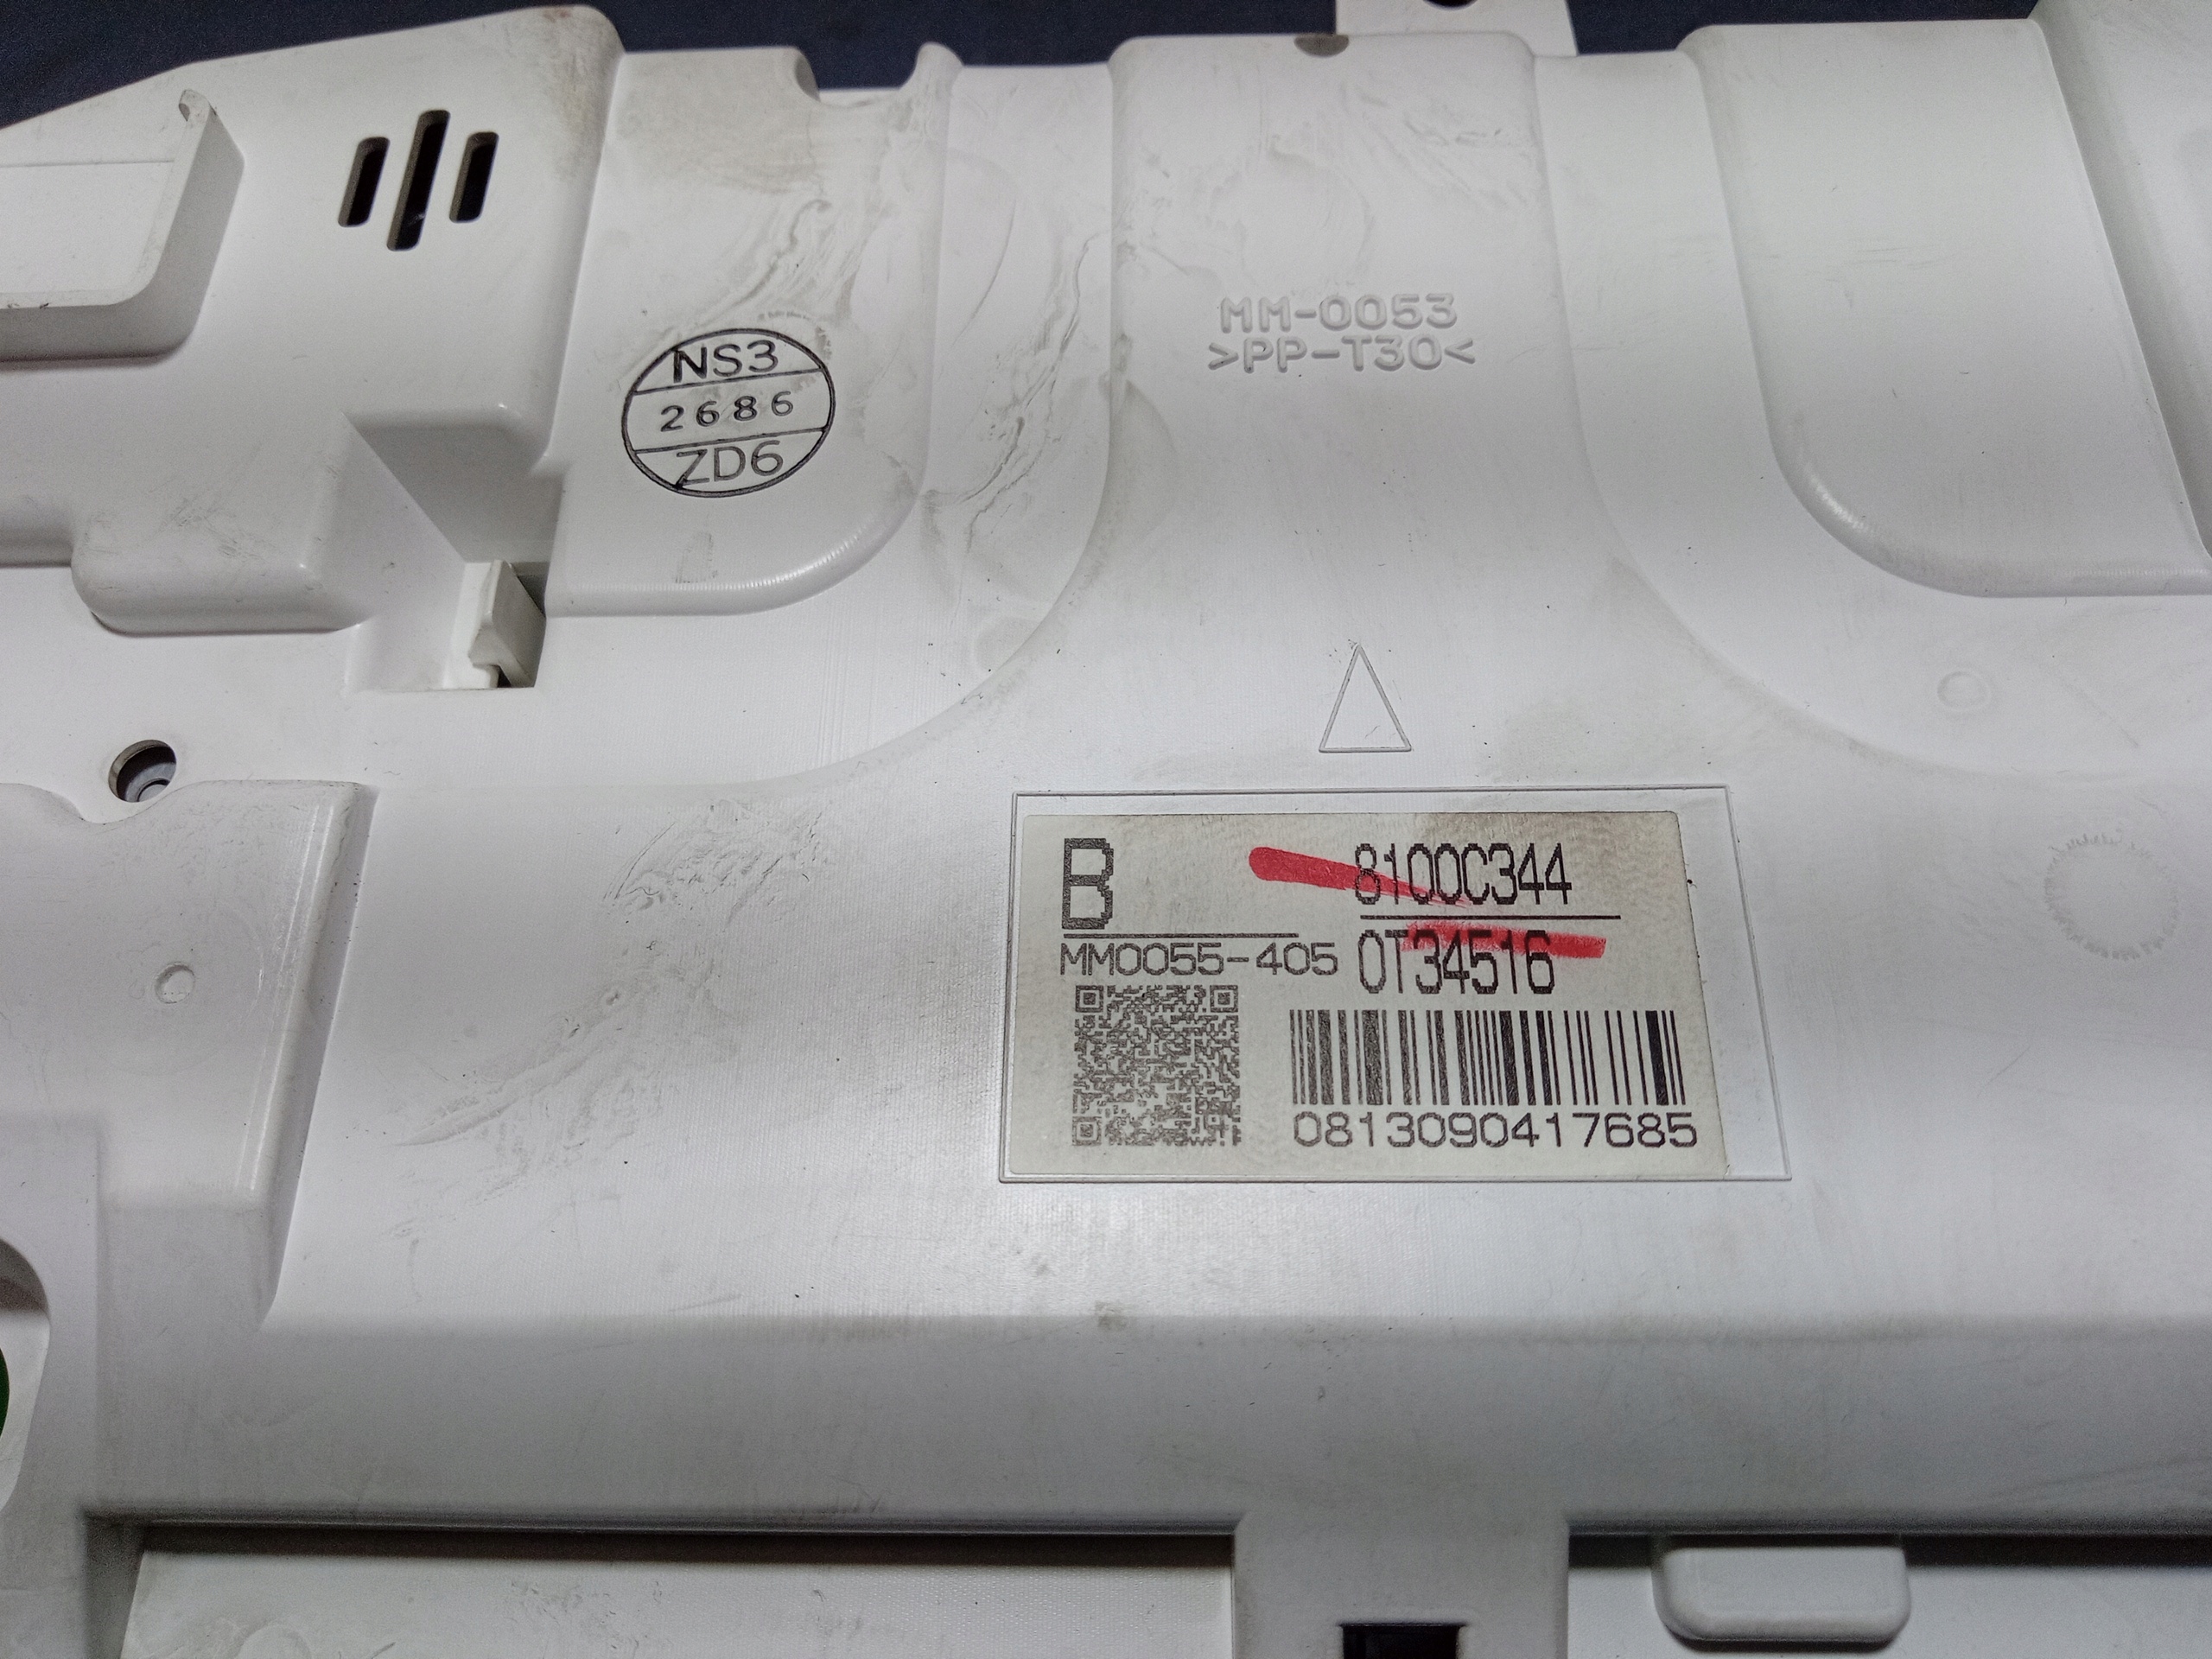 NS3
2686
ZD6
MM-0053
>PP-T30<
B
8100C344
MM0055-405
0T34516
0813090417685